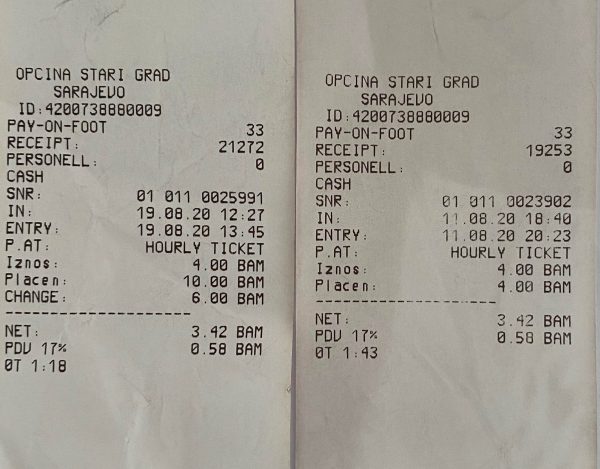 OPCINA STARI GRAD
SARAJEVO
ID:4200738880009
PAY-ON-FOOT 33
RECEIPT: 21272
PERSONELL: 0
CASH
SNR: 01 011 0025991
IN: 19.08.20 12:27
ENTRY: 19.08.20 13:45
P.AT: HOURLY TICKET
Iznos: 4.00 BAM
Placen: 10.00 BAM
CHANGE: 6.00 BAM
--------------------
NET: 3.42 BAM
PDV 17% 0.58 BAM
0T 1:18
OPCINA STARI GRAD
SARAJEVO
ID:4200738880009
PAY-ON-FOOT 33
RECEIPT: 19253
PERSONELL: 0
CASH
SNR: 01 011 0023902
IN: 11.08.20 18:40
ENTRY: 11.08.20 20:23
P.AT: HOURLY TICKET
Iznos: 4.00 BAM
Placen: 4.00 BAM
--------------------
NET: 3.42 BAM
PDV 17% 0.58 BAM
0T 1:43